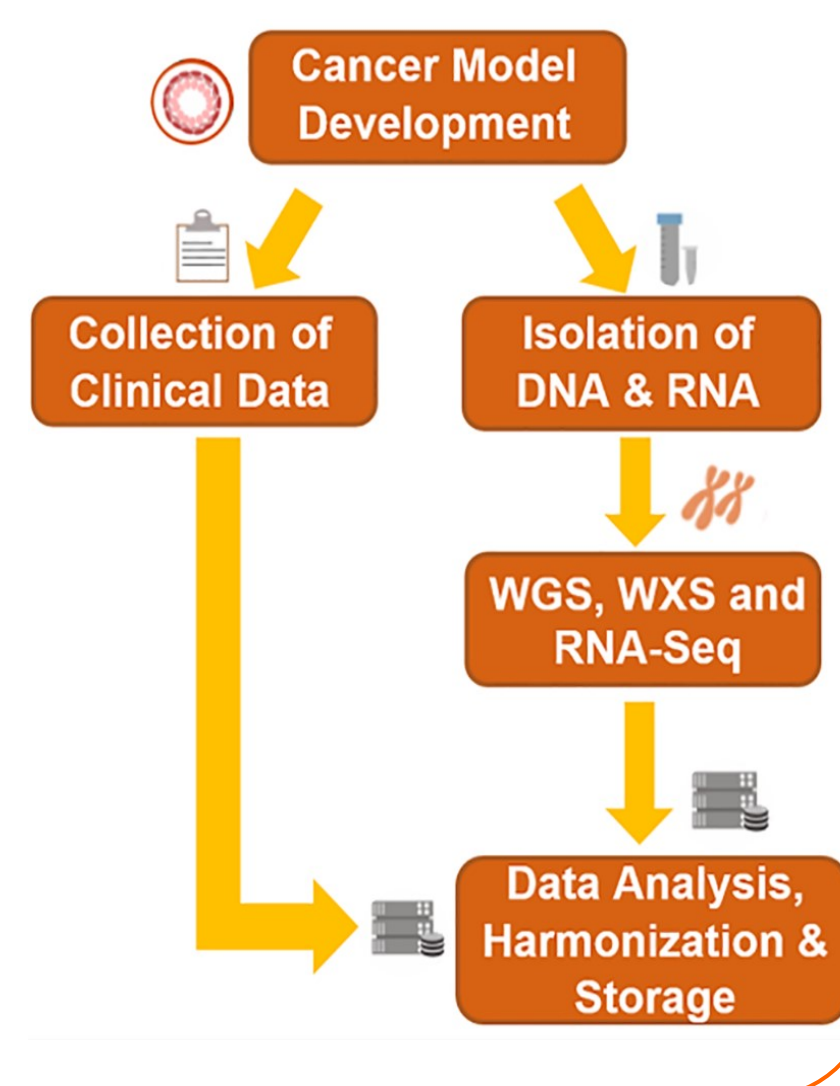 Cancer Model
Development
Collection of
Clinical Data
Isolation of
DNA & RNA
WGS, WXS and
RNA-Seq
Data Analysis,
Harmonization &
Storage